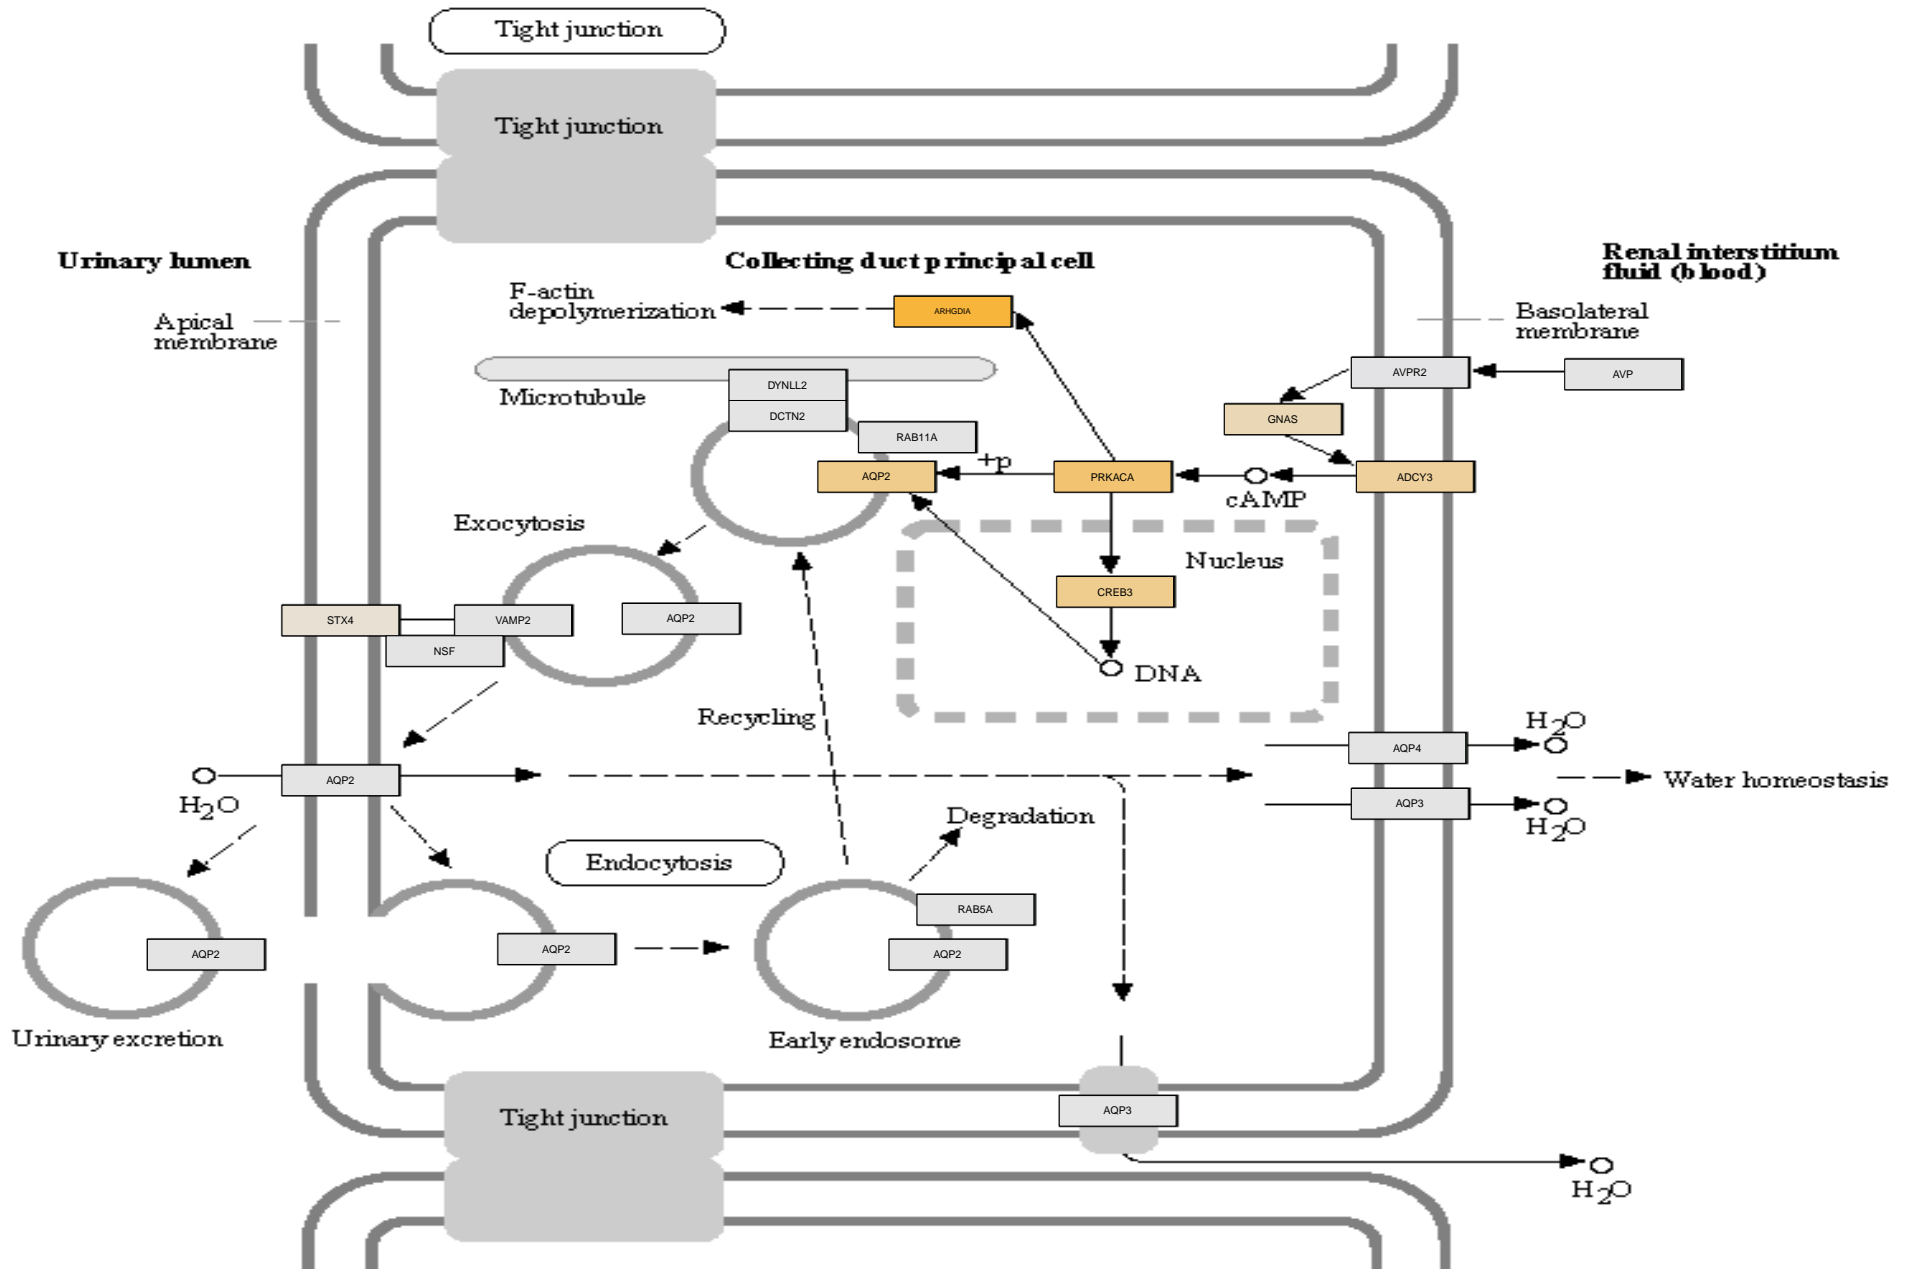 Tight junction
Tight junction
Urinary lumen
Collecting duct principal cell
Renal interstitium
fluid (blood)
F-actin
depolymerization
ARHGDIA
Apical
membrane
Basolateral
membrane
Microtubule
DYNLL2
DCTN2
RAB11A
AVPR2
AVP
GNAS
AQP2
+p
PRKACA
cAMP
ADCY3
Exocytosis
Nucleus
CREB3
STX4
VAMP2
NSF
AQP2
DNA
Recycling
H2O
AQP4
AQP2
H2O
Water homeostasis
AQP3
H2O
Degradation
Endocytosis
RAB5A
AQP2
AQP2
AQP2
Urinary excretion
Early endosome
Tight junction
AQP3
H2O